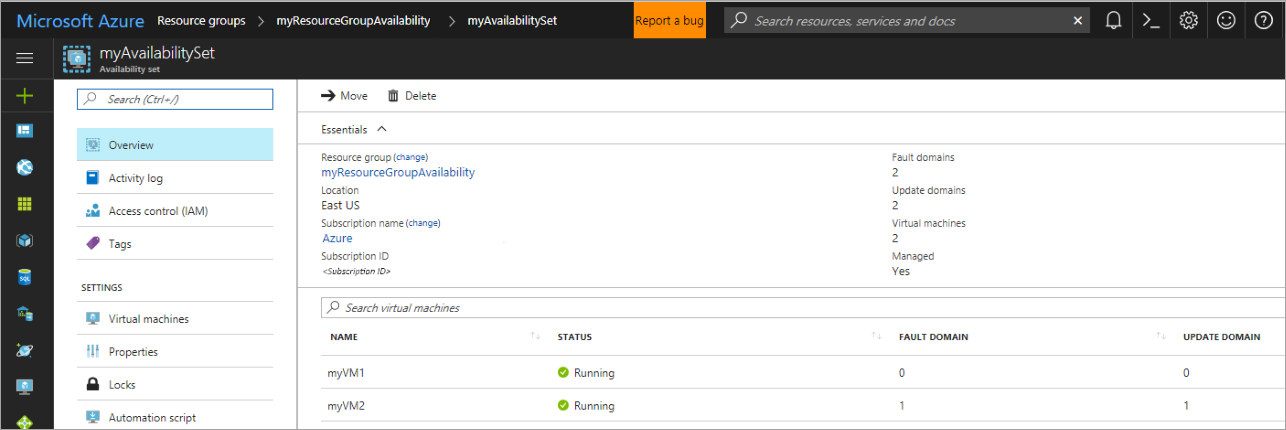 Microsoft Azure Resource groups > myResourceGroupAvailability > myAvailabilitySet Report a bug Search resources, services and docs
myAvailabilitySet
Availability set
Search (Ctrl+/)
Overview
Activity log
Access control (IAM)
Tags
SETTINGS
Virtual machines
Properties
Locks
Automation script
Move Delete
Essentials
Resource group (change)
myResourceGroupAvailability
Location
East US
Subscription name (change)
Azure
Subscription ID
<Subscription ID>
Fault domains
2
Update domains
2
Virtual machines
2
Managed
Yes
Search virtual machines
NAME STATUS FAULT DOMAIN UPDATE DOMAIN
myVM1 Running 0 0
myVM2 Running 1 1